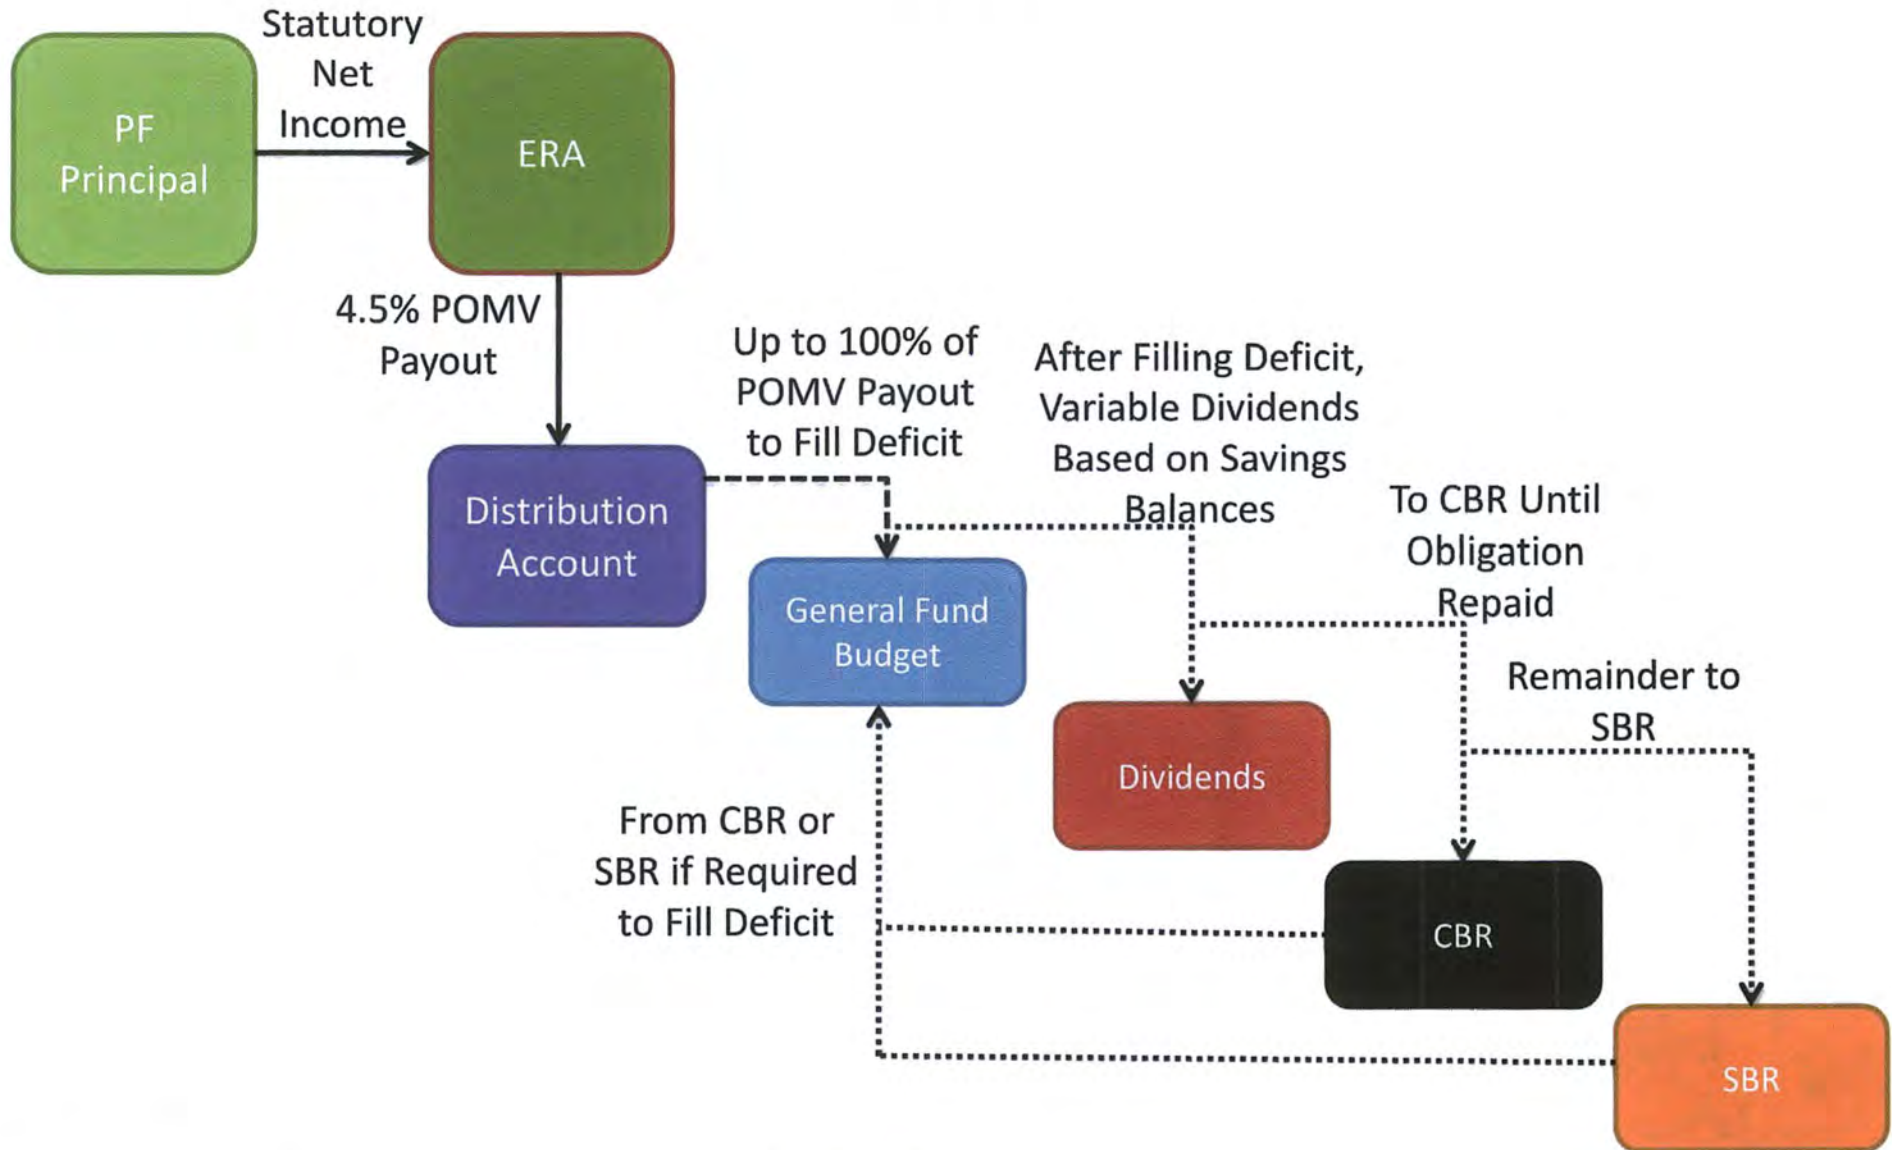 Statutory
Net
Income
PF
Principal
ERA
4.5% POMV
Payout
Up to 100% of
POMV Payout
to Fill Deficit
After Filling Deficit,
Variable Dividends
Based on Savings
Balances
To CBR Until
Obligation
Repaid
Distribution
Account
General Fund
Budget
Remainder to
SBR
Dividends
From CBR or
SBR if Required
to Fill Deficit
CBR
SBR